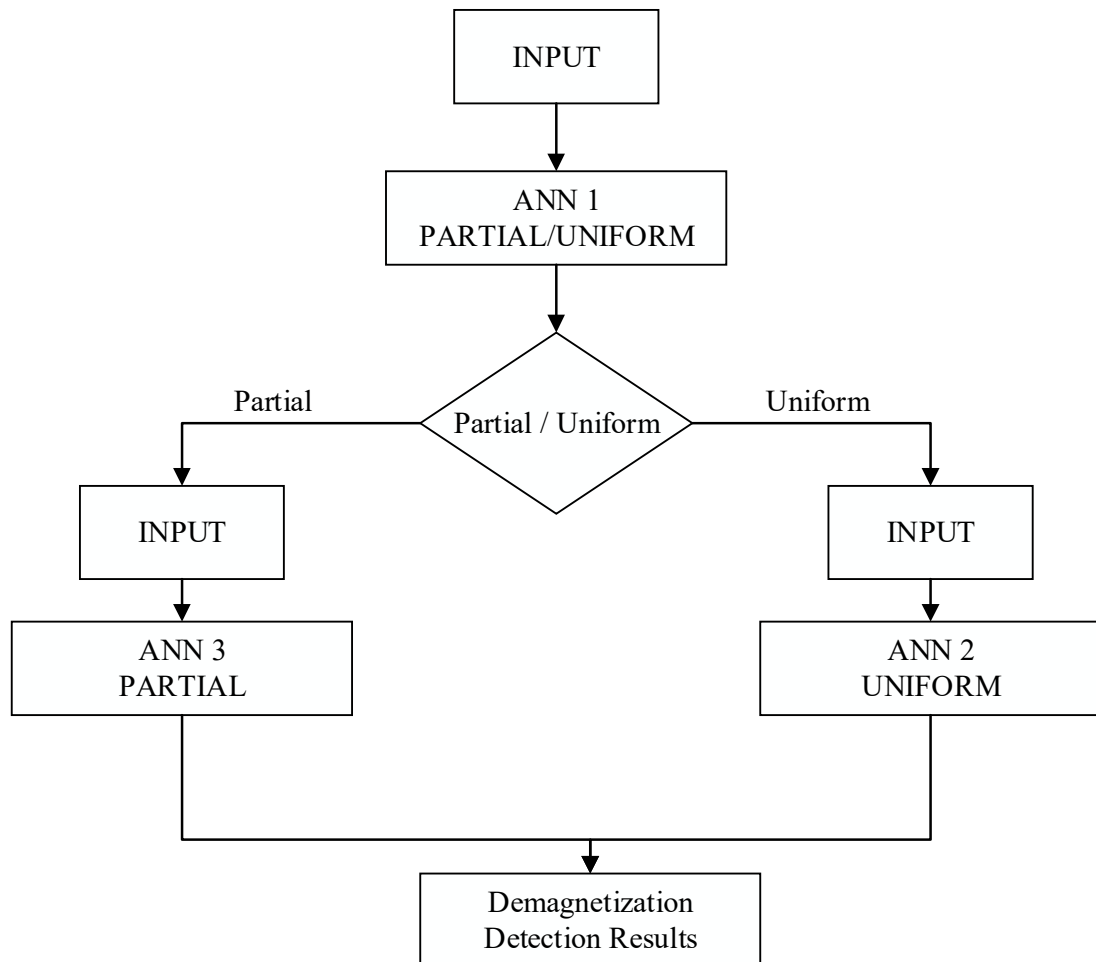 INPUT
ANN 1
PARTIAL/UNIFORM
Partial
Partial / Uniform
Uniform
INPUT
INPUT
ANN 3
PARTIAL
ANN 2
UNIFORM
Demagnetization
Detection Results